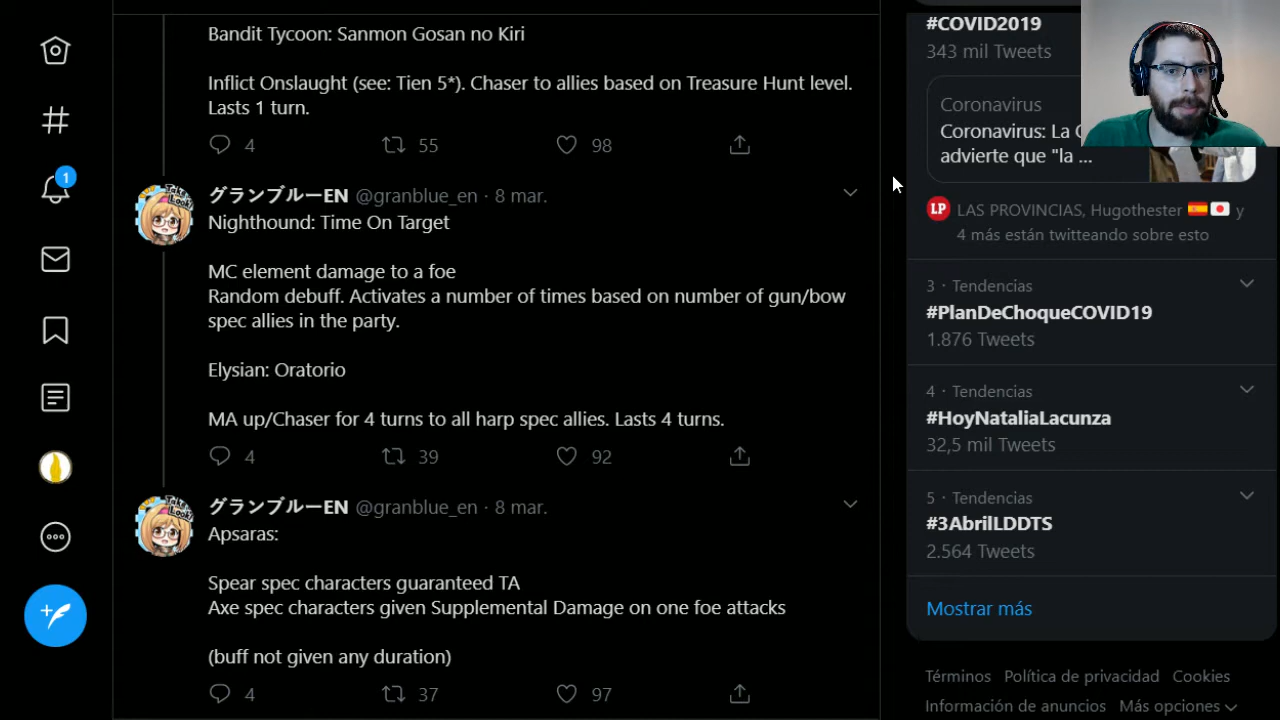 Bandit Tycoon: Sanmon Gosan no Kiri
Inflict Onslaught (see: Tien 5*). Chaser to allies based on Treasure Hunt level.
Lasts 1 turn.
4 55 98
グランブルーEN @granblue_en · 8 mar.
Nighthound: Time On Target
MC element damage to a foe
Random debuff. Activates a number of times based on number of gun/bow
spec allies in the party.
Elysian: Oratorio
MA up/Chaser for 4 turns to all harp spec allies. Lasts 4 turns.
4 39 92
グランブルーEN @granblue_en · 8 mar.
Apsaras:
Spear spec characters guaranteed TA
Axe spec characters given Supplemental Damage on one foe attacks
(buff not given any duration)
4 37 97
1
#COVID2019
343 mil Tweets
Coronavirus
Coronavirus: La
advierte que "la ...
LP LAS PROVINCIAS, Hugothester 🇪🇸🇯🇵 y
4 más están twitteando sobre esto
3 · Tendencias
#PlanDeChoqueCOVID19
1.876 Tweets
4 · Tendencias
#HoyNataliaLacunza
32,5 mil Tweets
5 · Tendencias
#3AbrilLDDTS
2.564 Tweets
Mostrar más
Términos Política de privacidad Cookies
Información de anuncios Más opciones